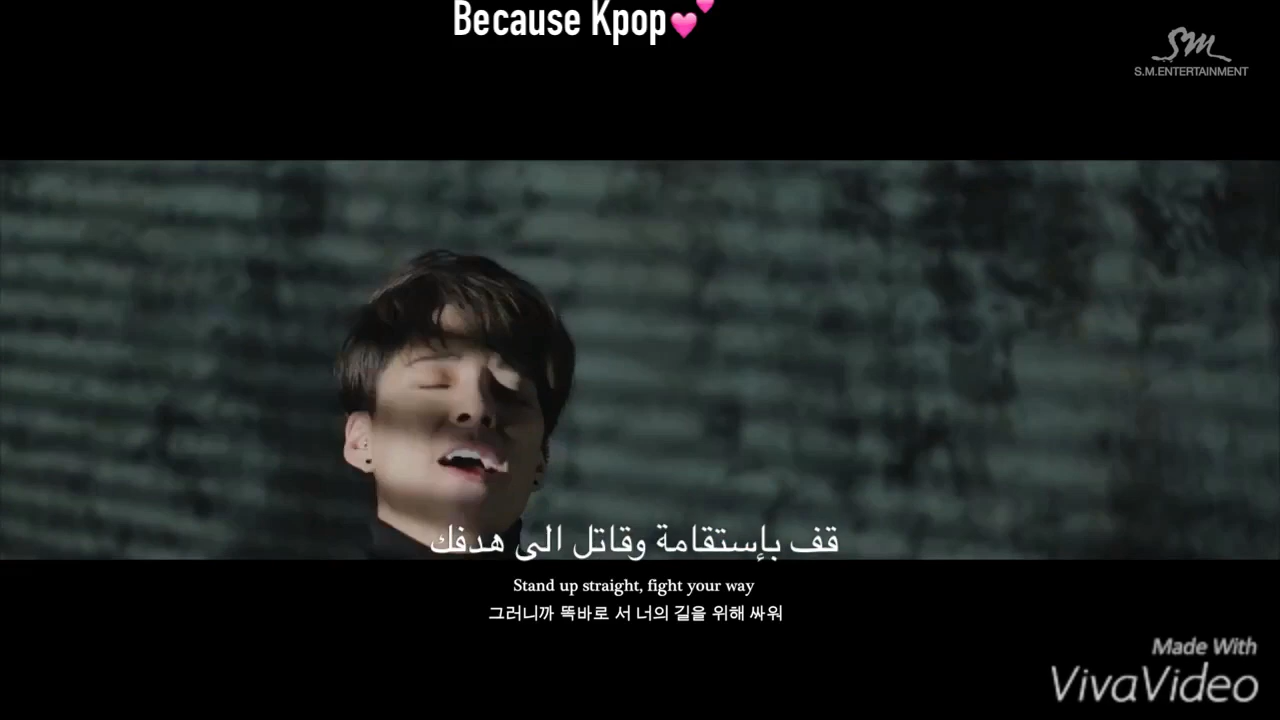 Because Kpop💕
SM
S.M.ENTERTAINMENT
قف بإستقامة وقاتل الى هدفك
Stand up straight, fight your way
그러니까 똑바로 서 너의 길을 위해 싸워
Made With
VivaVideo